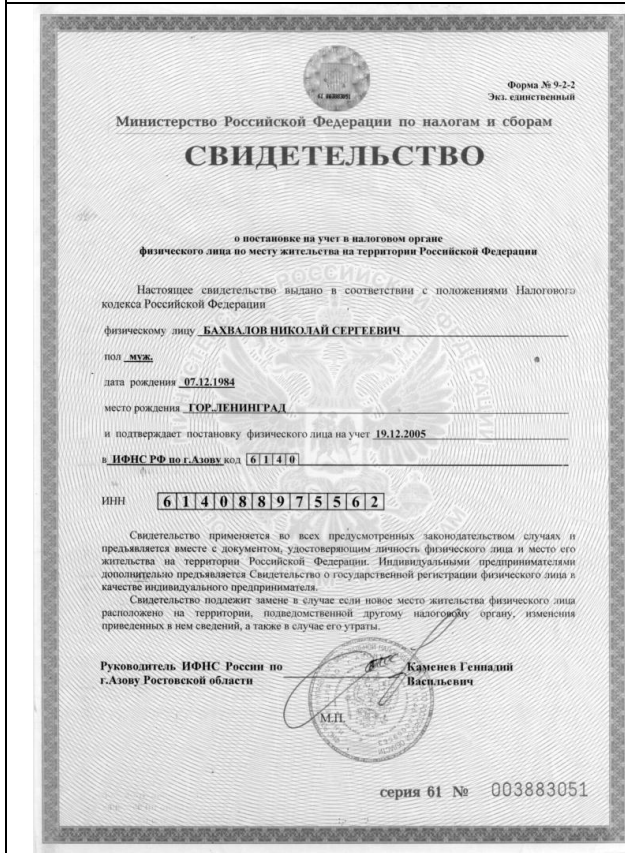 Форма № 9-2-2
Экз. единственный
Министерство Российской Федерации по налогам и сборам
СВИДЕТЕЛЬСТВО
о постановке на учет в налоговом органе
физического лица по месту жительства на территории Российской Федерации
Настоящее свидетельство выдано в соответствии с положениями Налогового
кодекса Российской Федерации
физическому лицу БАХВАЛОВ НИКОЛАЙ СЕРГЕЕВИЧ
пол муж.
дата рождения 07.12.1984
место рождения ГОР.,ЛЕНИНГРАД
и подтверждает постановку физического лица на учет 19.12.2005
в ИФНС РФ по г.Азову код 6 1 4 0
ИНН 6 1 4 0 8 8 9 7 5 5 6 2
Свидетельство применяется во всех предусмотренных законодательством случаях и
предъявляется вместе с документом, удостоверяющим личность физического лица и место его
жительства на территории Российской Федерации. Индивидуальными предпринимателями
дополнительно предъявляется Свидетельство о государственной регистрации физического лица в
качестве индивидуального предпринимателя.
Свидетельство подлежит замене в случае если новое место жительства физического лица
расположено на территории, подведомственной другому налоговому органу, изменения
приведенных в нем сведений, а также в случае его утраты.
Руководитель ИФНС России по
г.Азову Ростовской области
Каменев Геннадий
Васильевич
М.П.
серия 61 № 003883051